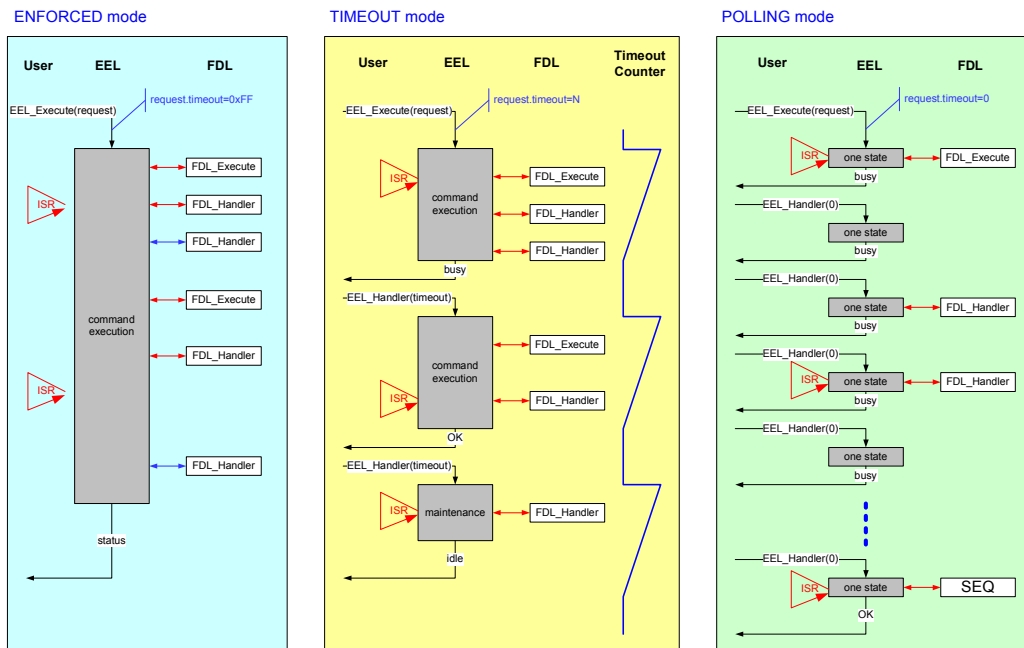 ENFORCED mode
User EEL FDL
request.timeout=0xFF
EEL_Execute(request)
FDL_Execute
ISR
FDL_Handler
FDL_Handler
FDL_Execute
command
execution
FDL_Handler
ISR
FDL_Handler
status
TIMEOUT mode
User EEL FDL Timeout
Counter
request.timeout=N
EEL_Execute(request)
ISR
FDL_Execute
command
execution
FDL_Handler
FDL_Handler
busy
EEL_Handler(timeout)
FDL_Execute
command
execution
ISR
FDL_Handler
OK
EEL_Handler(timeout)
ISR
maintenance
FDL_Handler
idle
POLLING mode
User EEL FDL
request.timeout=0
EEL_Execute(request)
ISR
one state
FDL_Execute
busy
EEL_Handler(0)
one state
busy
EEL_Handler(0)
one state
FDL_Handler
busy
EEL_Handler(0)
ISR
one state
FDL_Handler
busy
EEL_Handler(0)
one state
busy
EEL_Handler(0)
ISR
one state
SEQ
OK